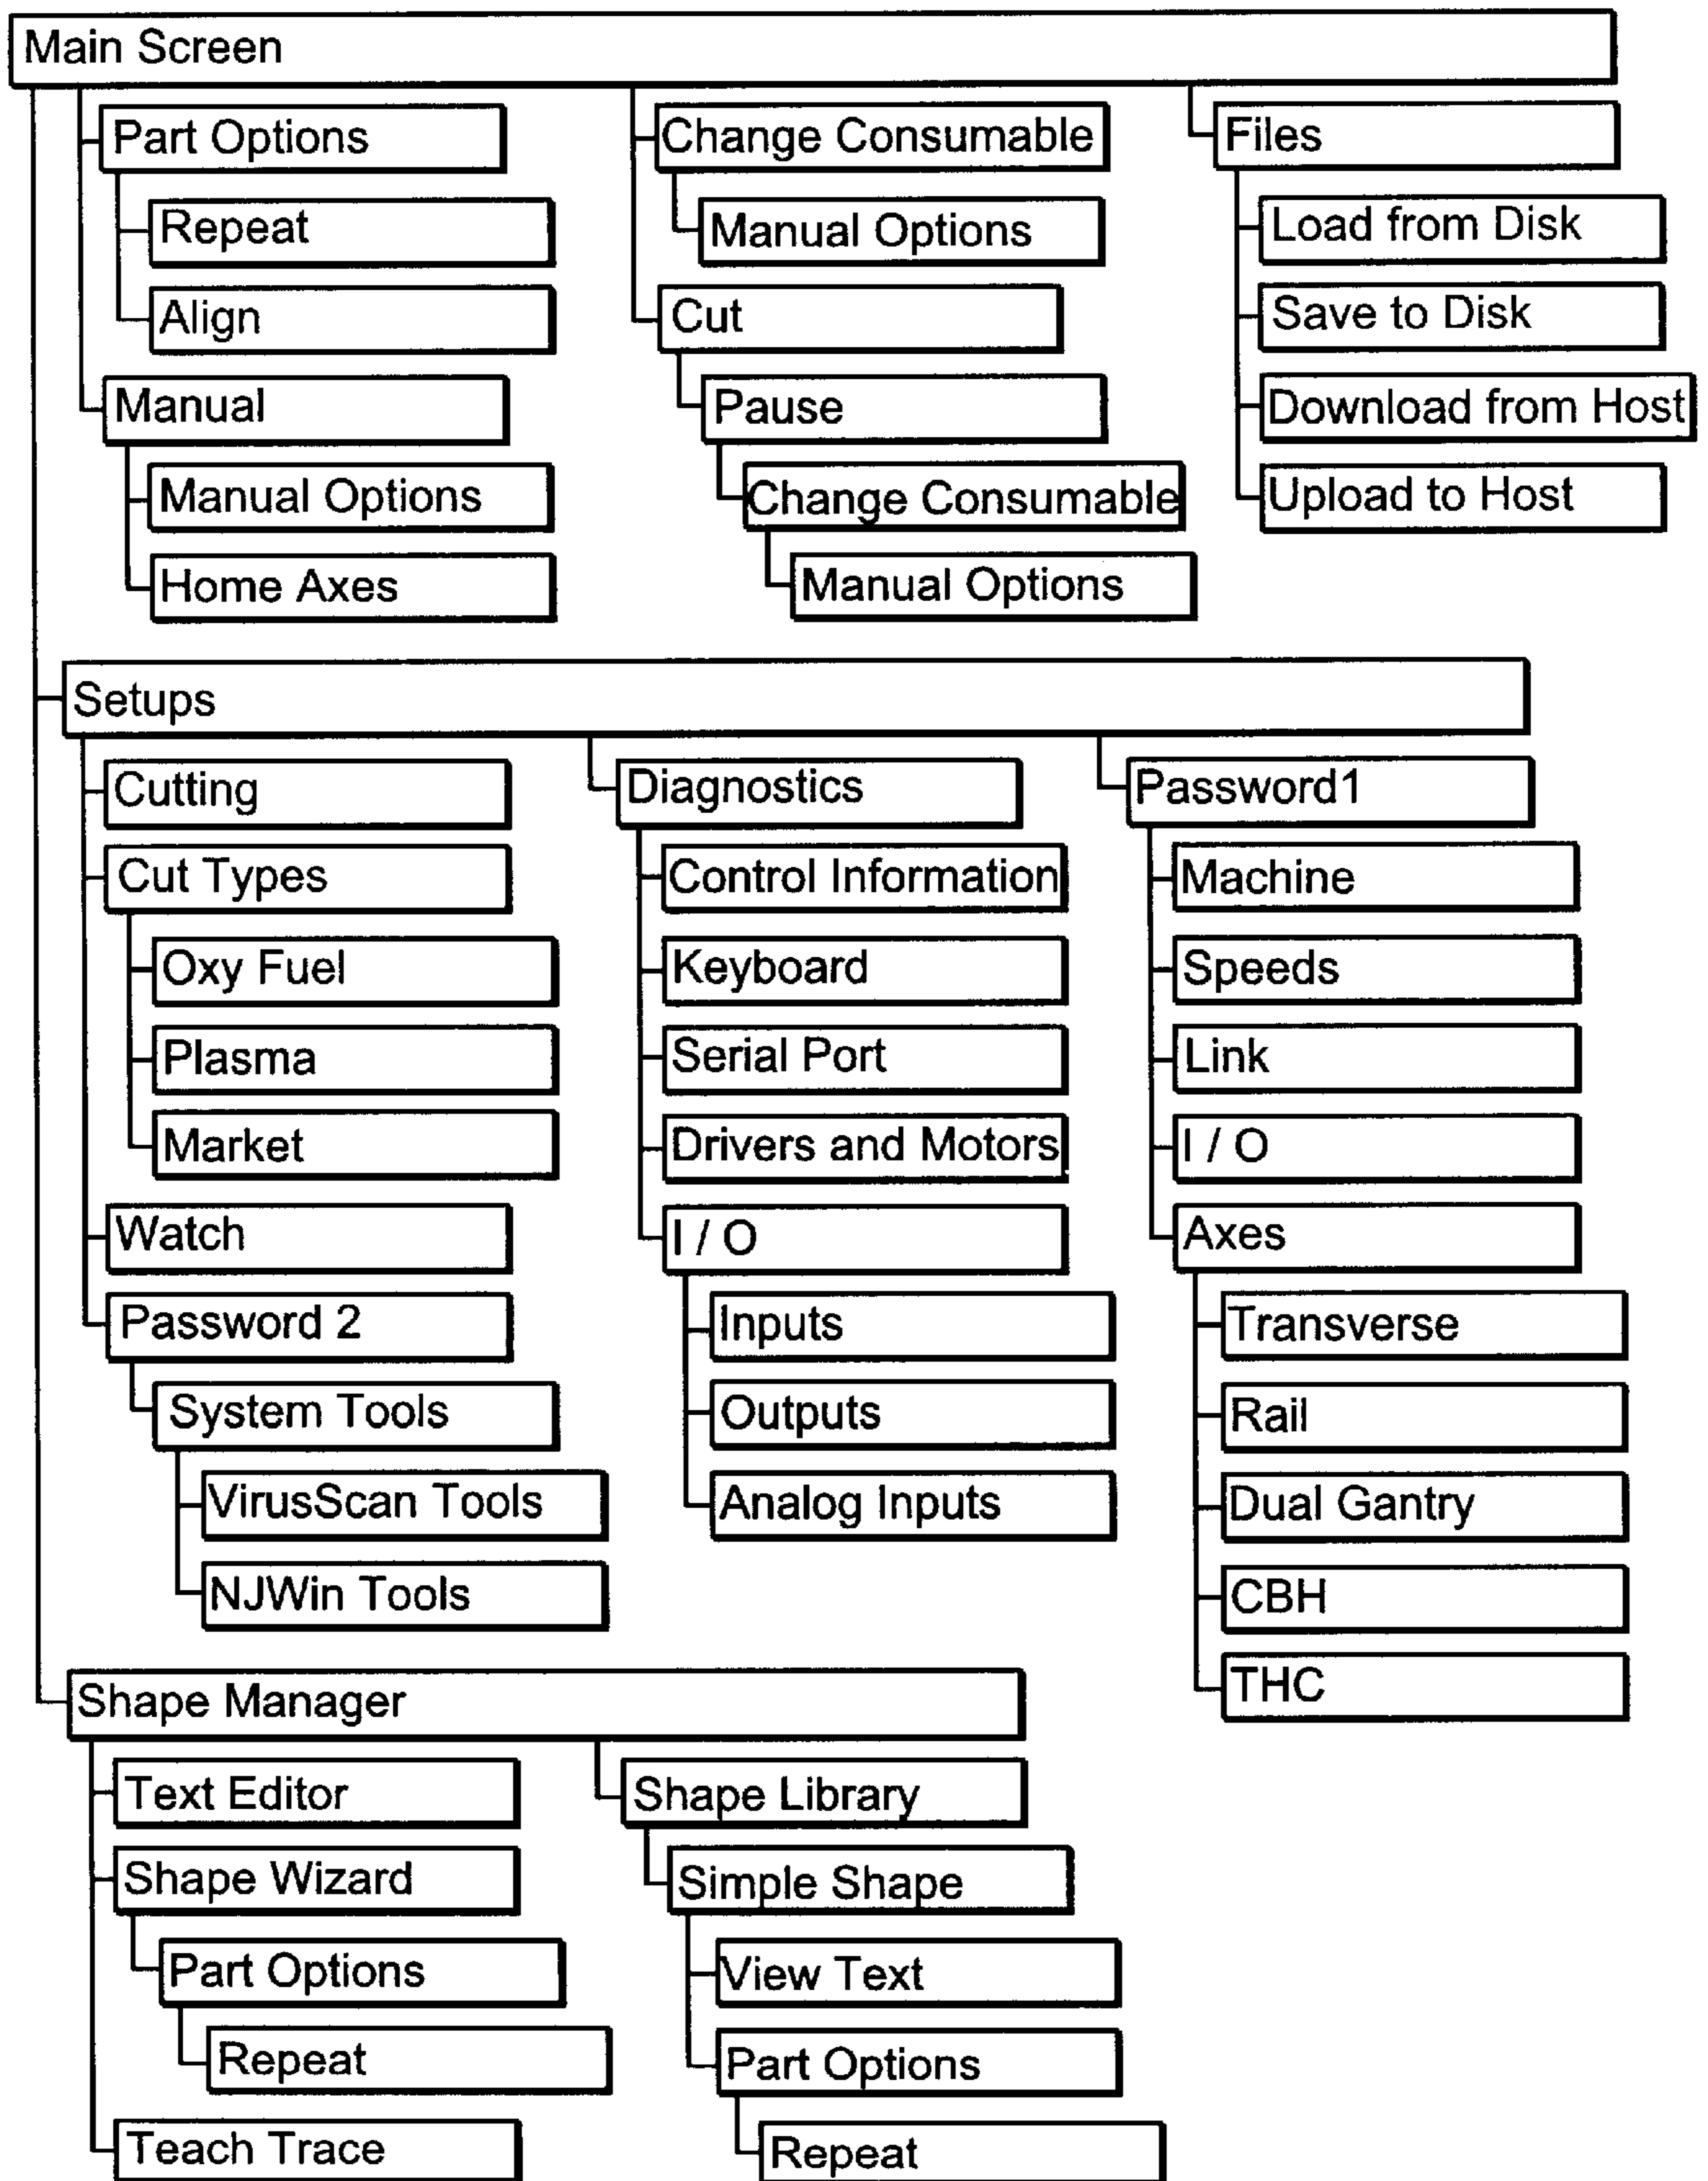 Main Screen
Part Options
Repeat
Align
Manual
Manual Options
Home Axes
Change Consumable
Manual Options
Cut
Pause
Change Consumable
Manual Options
Files
Load from Disk
Save to Disk
Download from Host
Upload to Host
Setups
Cutting
Cut Types
Oxy Fuel
Plasma
Market
Watch
Password 2
System Tools
VirusScan Tools
NJWin Tools
Diagnostics
Control Information
Keyboard
Serial Port
Drivers and Motors
I / O
Inputs
Outputs
Analog Inputs
Password1
Machine
Speeds
Link
I / O
Axes
Transverse
Rail
Dual Gantry
CBH
THC
Shape Manager
Text Editor
Shape Wizard
Part Options
Repeat
Teach Trace
Shape Library
Simple Shape
View Text
Part Options
Repeat